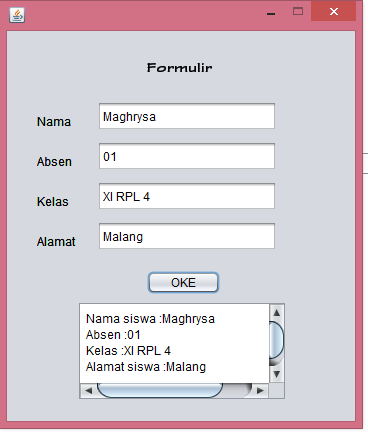 Formulir
Nama Maghrysa
Absen 01
Kelas XI RPL 4
Alamat Malang
OKE
Nama siswa :Maghrysa
Absen :01
Kelas :XI RPL 4
Alamat siswa :Malang